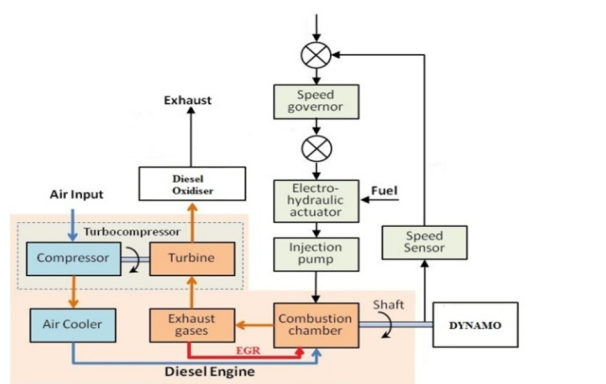 Speed
governor
Exhaust
Diesel
Oxidiser
Electro-
hydraulic
actuator
Fuel
Air Input
Turbocompressor
Compressor
Turbine
Injection
pump
Speed
Sensor
Air Cooler
Exhaust
gases
Combustion
chamber
Shaft
DYNAMO
EGR
Diesel Engine